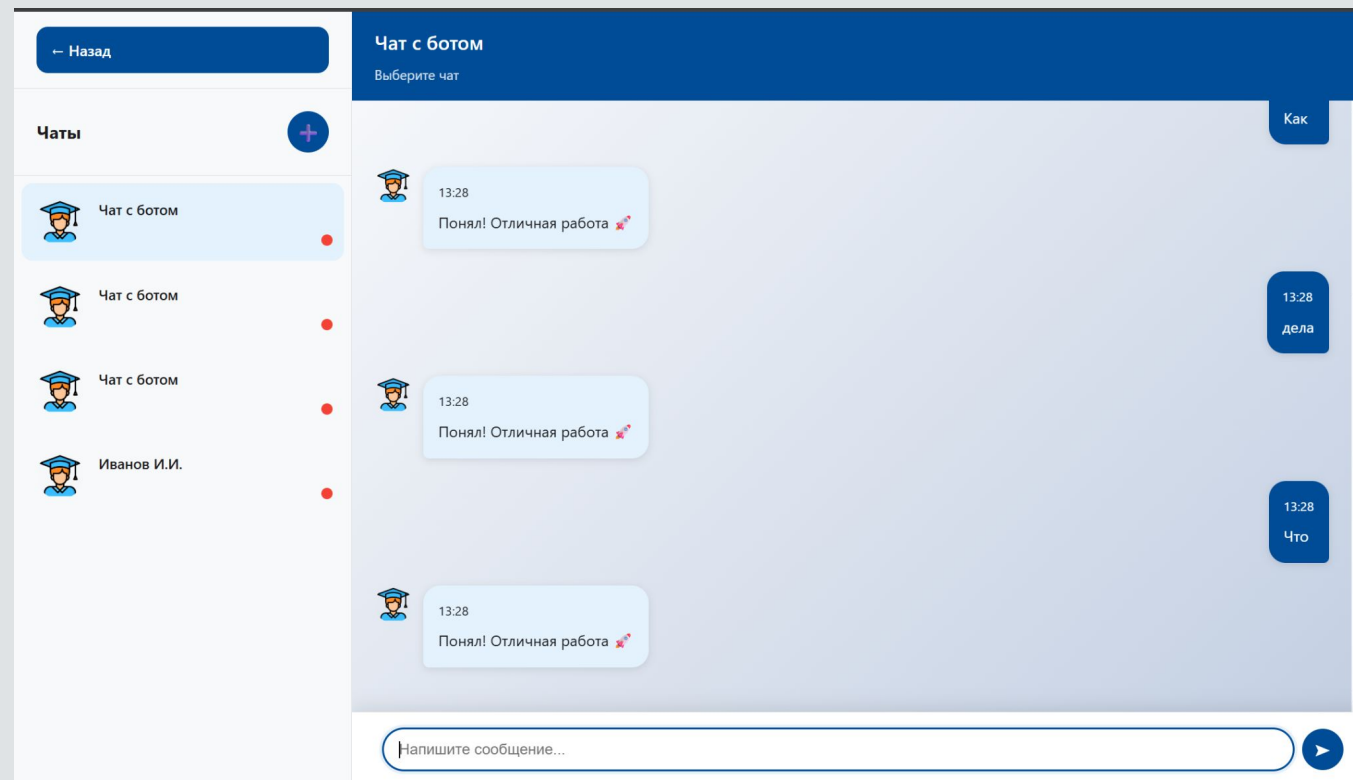 ← Назад
Чаты
Чат с ботом
Чат с ботом
Чат с ботом
Иванов И.И.
Чат с ботом
Выберите чат
Как
13:28
Понял! Отличная работа 🚀
13:28
дела
13:28
Понял! Отличная работа 🚀
13:28
Что
13:28
Понял! Отличная работа 🚀
Напишите сообщение...